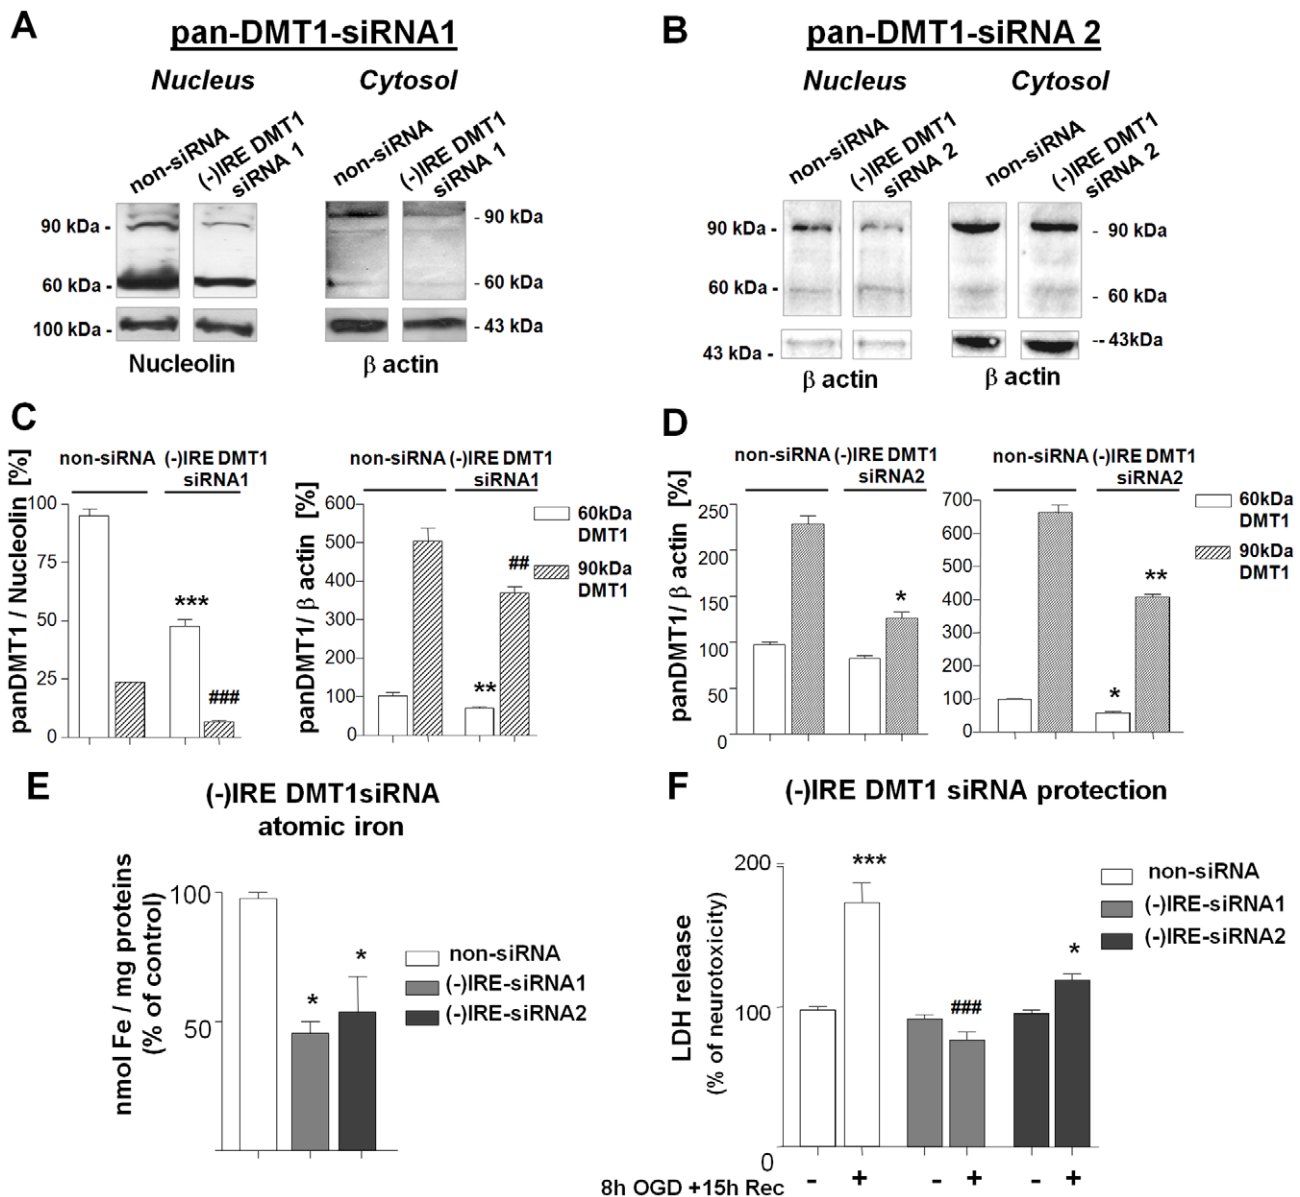 A
pan-DMT1-siRNA1
Nucleus
Cytosol
non-siRNA
(-)IRE DMT1
siRNA 1
non-siRNA
(-)IRE DMT1
siRNA 1
90 kDa -
60 kDa -
100 kDa -
- 90 kDa
- 60 kDa
- 43 kDa
Nucleolin
β actin
B
pan-DMT1-siRNA 2
Nucleus
Cytosol
non-siRNA
(-)IRE DMT1
siRNA 2
non-siRNA
(-)IRE DMT1
siRNA 2
90 kDa -
60 kDa -
43 kDa -
- 90 kDa
- 60 kDa
-- 43kDa
β actin
β actin
C
panDMT1 / Nucleolin [%]
non-siRNA
(-)IRE DMT1
siRNA1
100
75
50
25
0
***
###
panDMT1/ β actin [%]
non-siRNA
(-)IRE DMT1
siRNA1
600
500
400
300
200
100
0
**
##
60kDa
DMT1
90kDa
DMT1
D
panDMT1/ β actin [%]
non-siRNA
(-)IRE DMT1
siRNA2
250
200
150
100
50
0
*
non-siRNA
(-)IRE DMT1
siRNA2
700
600
500
400
300
200
100
0
*
**
60kDa
DMT1
90kDa
DMT1
E
(-)IRE DMT1siRNA
atomic iron
nmol Fe / mg proteins
(% of control)
100
50
*
*
non-siRNA
(-)IRE-siRNA1
(-)IRE-siRNA2
F
(-)IRE DMT1 siRNA protection
LDH release
(% of neurotoxicity)
200
100
0
***
###
*
non-siRNA
(-)IRE-siRNA1
(-)IRE-siRNA2
8h OGD +15h Rec
- + - + - +